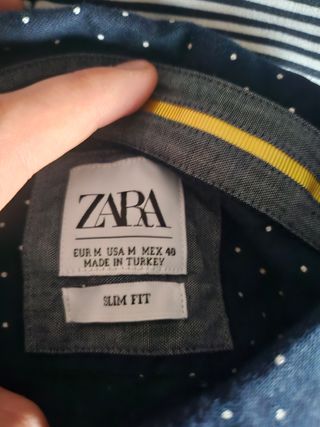 ZARA
EUR M USA M MEX 40
MADE IN TURKEY
SLIM FIT